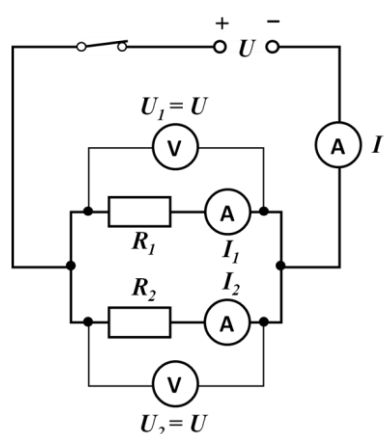 + U −
U₁ = U
V
A I
A
R₁ I₁
R₂ I₂
A
V
U₂ = U